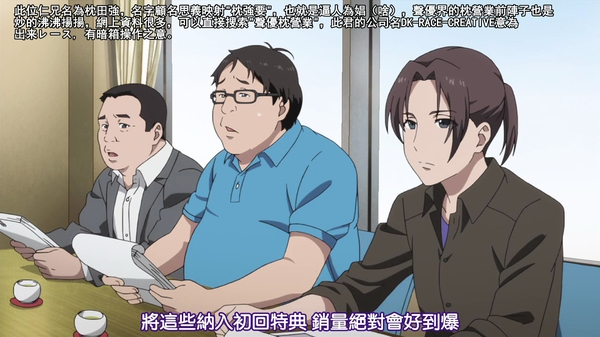 此位仁兄名為枕田強，名字顧名思義映射"枕強要"，也就是逼人為娼（啥），聲優界的枕營業前陣子也是
炒的沸沸揚揚，網上資料很多，可以直接搜索"聲優枕營業"，此君的公司名DK-RACE-CREATIVE意為
出来レース，有暗箱操作之意。
將這些納入初回特典 銷量絕對會好到爆